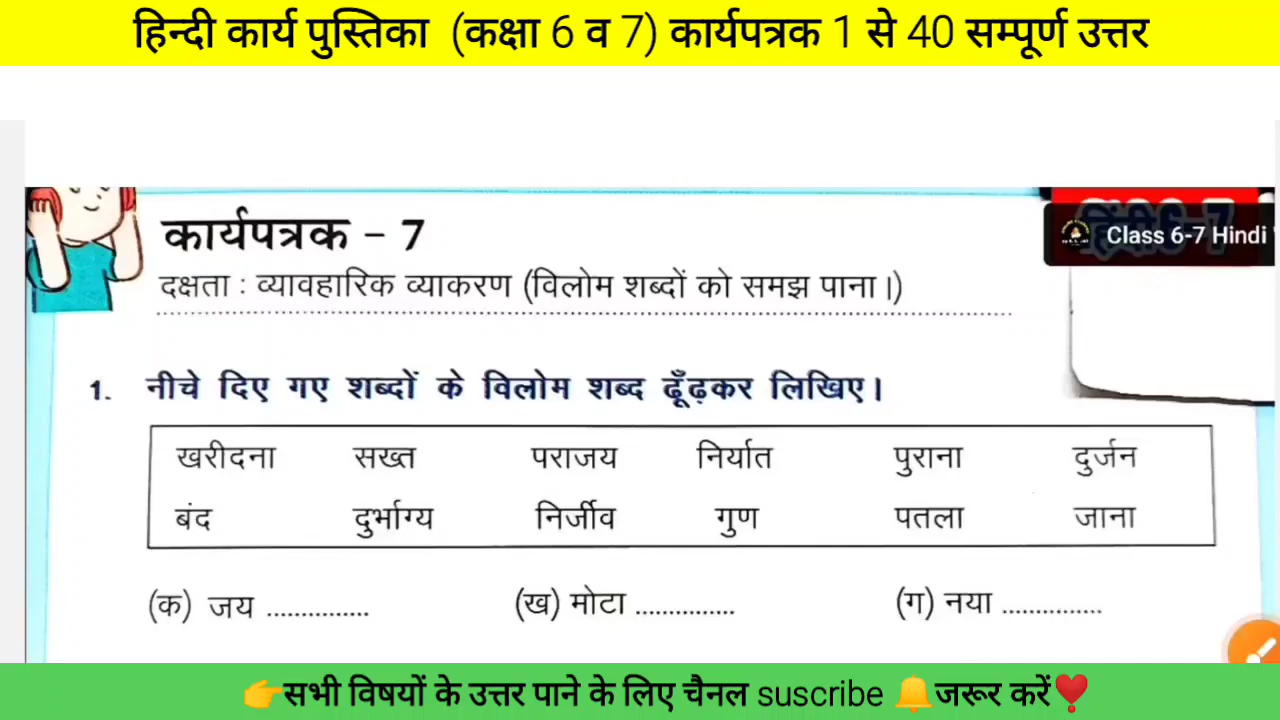 हिन्दी कार्य पुस्तिका (कक्षा 6 व 7) कार्यपत्रक 1 से 40 सम्पूर्ण उत्तर
Class 6-7 Hindi
कार्यपत्रक – 7
दक्षता : व्यावहारिक व्याकरण (विलोम शब्दों को समझ पाना।)
1. नीचे दिए गए शब्दों के विलोम शब्द ढूँढ़कर लिखिए।
खरीदना सख्त पराजय निर्यात पुराना दुर्जन
बंद दुर्भाग्य निर्जीव गुण पतला जाना
(क) जय ............... (ख) मोटा ............... (ग) नया ...............
👉सभी विषयों के उत्तर पाने के लिए चैनल suscribe 🔔जरूर करें❣️